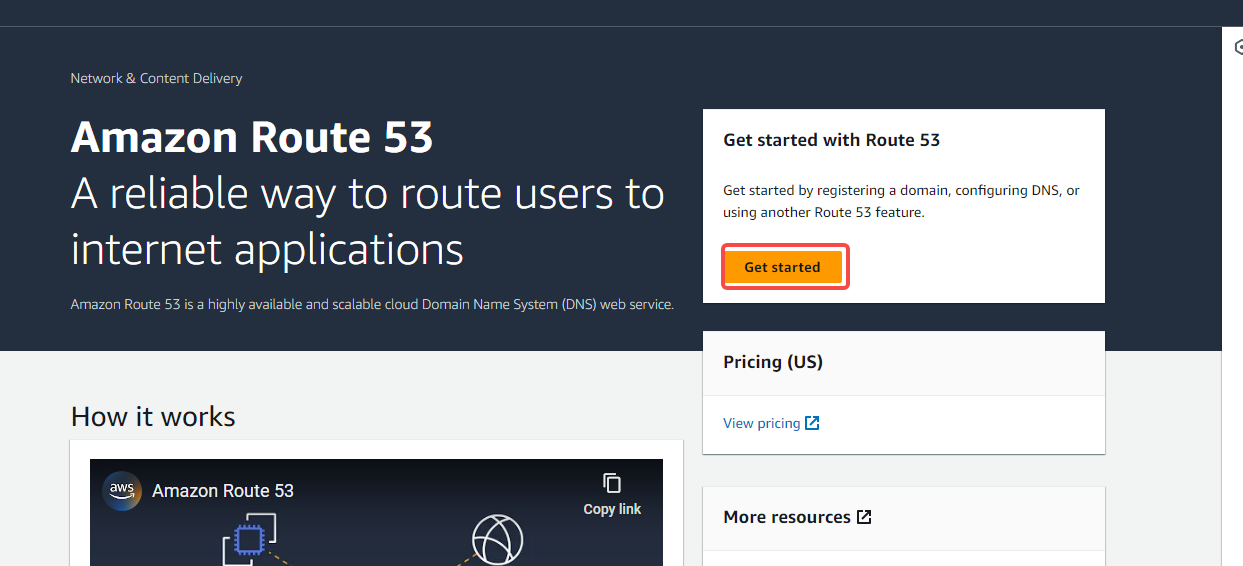 Network & Content Delivery
Amazon Route 53
A reliable way to route users to
internet applications
Amazon Route 53 is a highly available and scalable cloud Domain Name System (DNS) web service.
Get started with Route 53
Get started by registering a domain, configuring DNS, or
using another Route 53 feature.
Get started
Pricing (US)
View pricing
More resources
How it works
aws
Amazon Route 53
Copy link